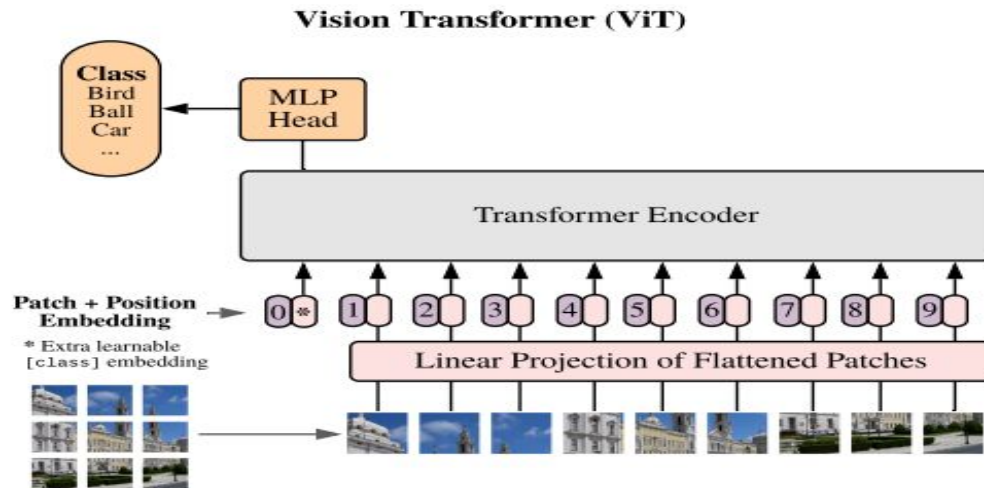 Vision Transformer (ViT)
Class
Bird
Ball
Car
...
MLP
Head
Transformer Encoder
Patch + Position
Embedding
0 * 1 2 3 4 5 6 7 8 9
* Extra learnable
[class] embedding
Linear Projection of Flattened Patches